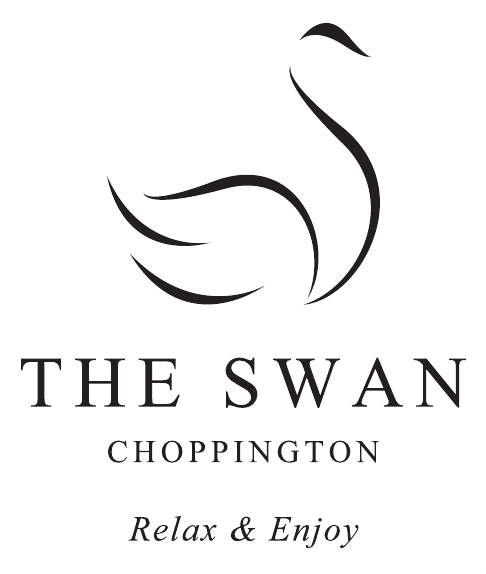 THE SWAN
CHOPPINGTON
Relax & Enjoy